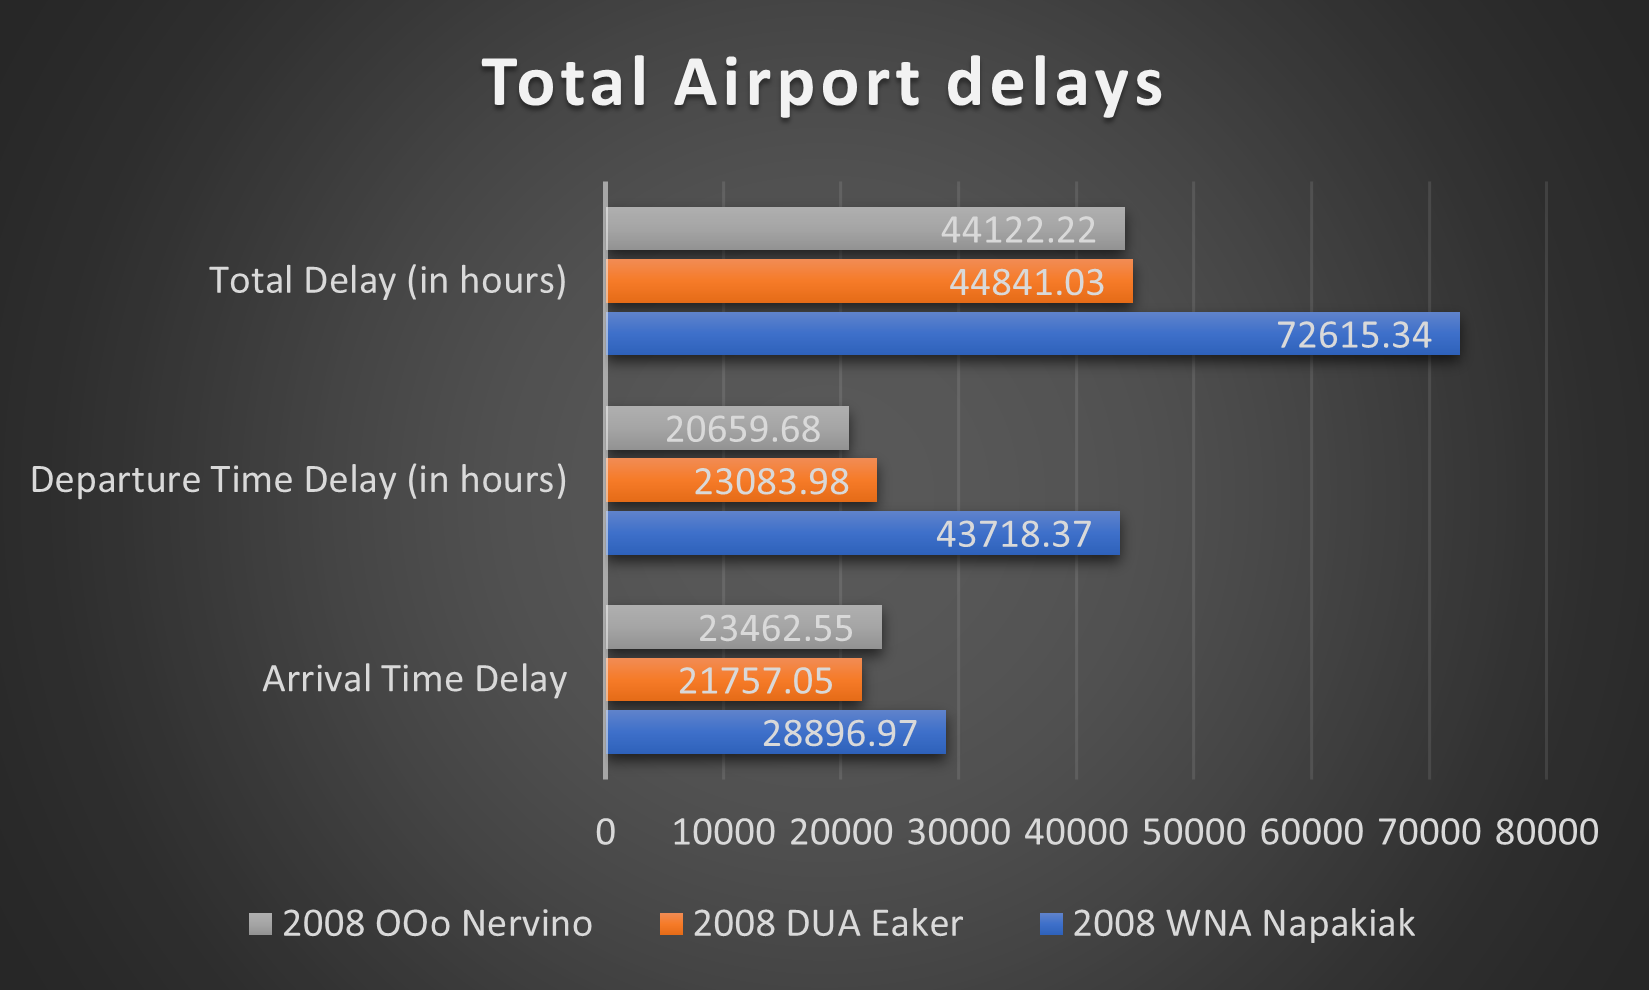 Total Airport delays
Total Delay (in hours)
44122.22
44841.03
72615.34
Departure Time Delay (in hours)
20659.68
23083.98
43718.37
Arrival Time Delay
23462.55
21757.05
28896.97
0 10000 20000 30000 40000 50000 60000 70000 80000
2008 OOo Nervino 2008 DUA Eaker 2008 WNA Napakiak